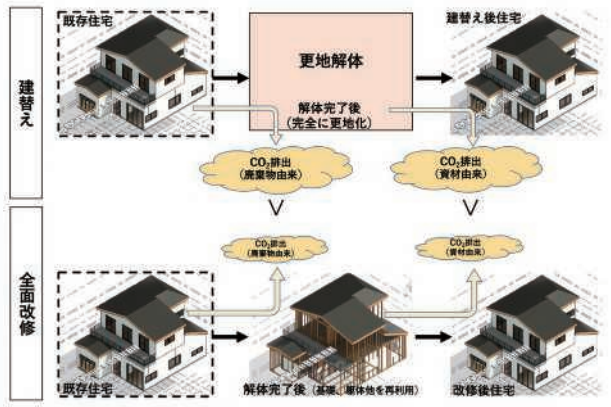 建替え
既存住宅
更地解体
解体完了後
(完全に更地化)
建替え後住宅
CO₂排出
(廃棄物由来)
CO₂排出
(資材由来)
∨
∨
全面改修
CO₂排出
(廃棄物由来)
CO₂排出
(資材由来)
既存住宅
解体完了後(基礎、躯体他を再利用)
改修後住宅